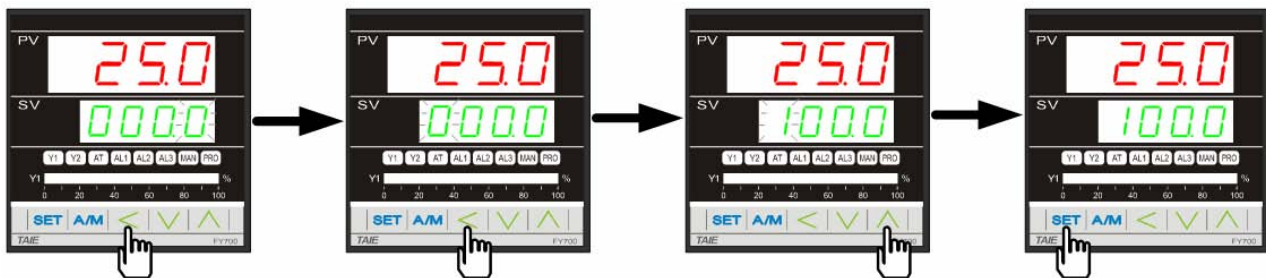 PV
25.0
SV
000.0
Y1 Y2 AT AL1 AL2 AL3 MAN PRO
Y1 %
0 20 40 60 80 100
SET A/M < ∨ ∧
TAIE FY700
PV
25.0
SV
000.0
Y1 Y2 AT AL1 AL2 AL3 MAN PRO
Y1 %
0 20 40 60 80 100
SET A/M < ∨ ∧
TAIE FY700
PV
25.0
SV
100.0
Y1 Y2 AT AL1 AL2 AL3 MAN PRO
Y1 %
0 20 40 60 80 100
SET A/M < ∨ ∧
TAIE FY700
PV
25.0
SV
100.0
Y1 Y2 AT AL1 AL2 AL3 MAN PRO
Y1 %
0 20 40 60 80 100
SET A/M < ∨ ∧
TAIE FY700